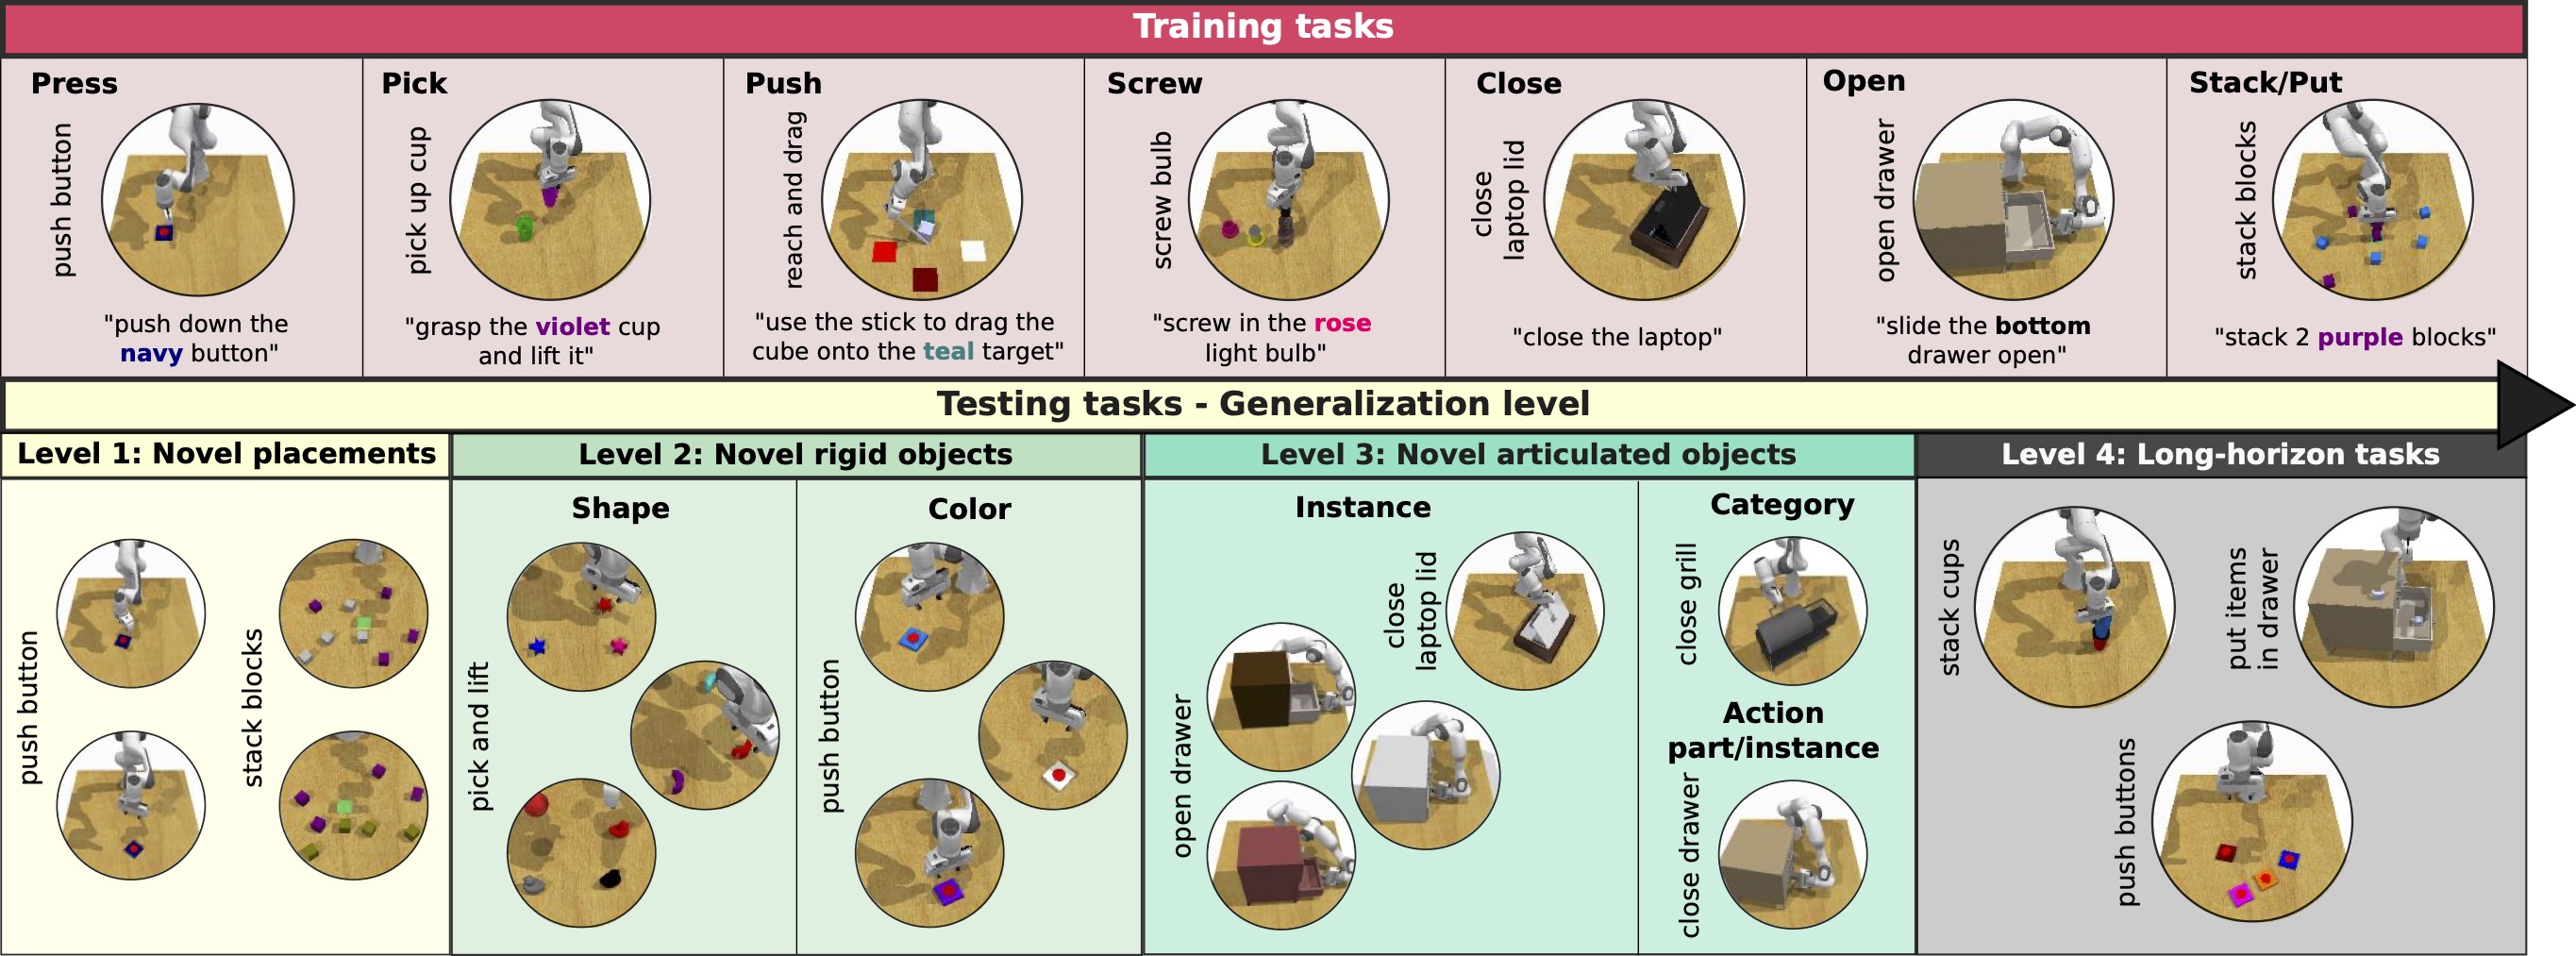 Training tasks
Press
push button
"push down the
navy button"
Pick
pick up cup
"grasp the violet cup
and lift it"
Push
reach and drag
"use the stick to drag the
cube onto the teal target"
Screw
screw bulb
"screw in the rose
light bulb"
Close
close
laptop lid
"close the laptop"
Open
open drawer
"slide the bottom
drawer open"
Stack/Put
stack blocks
"stack 2 purple blocks"
Testing tasks - Generalization level
Level 1: Novel placements
push button
stack blocks
Level 2: Novel rigid objects
Shape
pick and lift
Color
push button
Level 3: Novel articulated objects
Instance
open drawer
close
laptop lid
Category
close grill
Action
part/instance
close drawer
Level 4: Long-horizon tasks
stack cups
put items
in drawer
push buttons